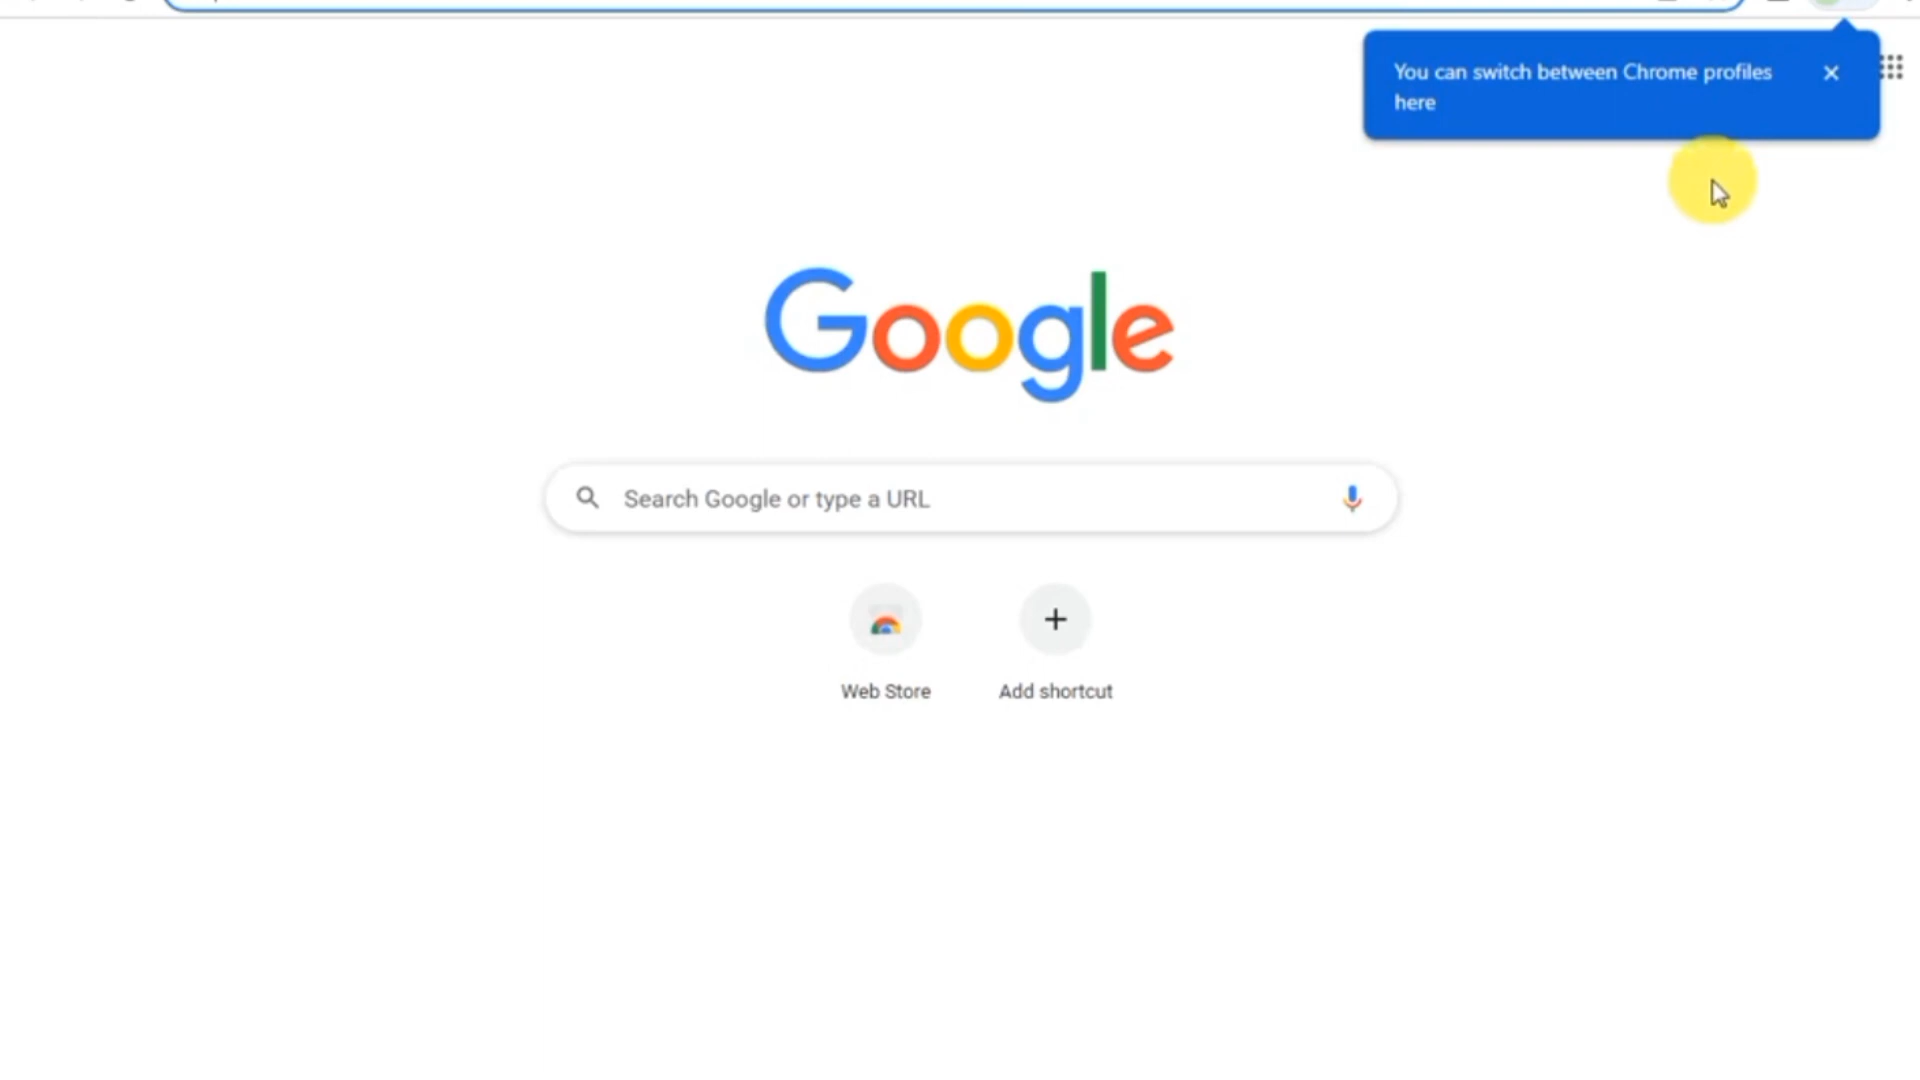 You can switch between Chrome profiles
here
Google
Search Google or type a URL
Web Store
Add shortcut